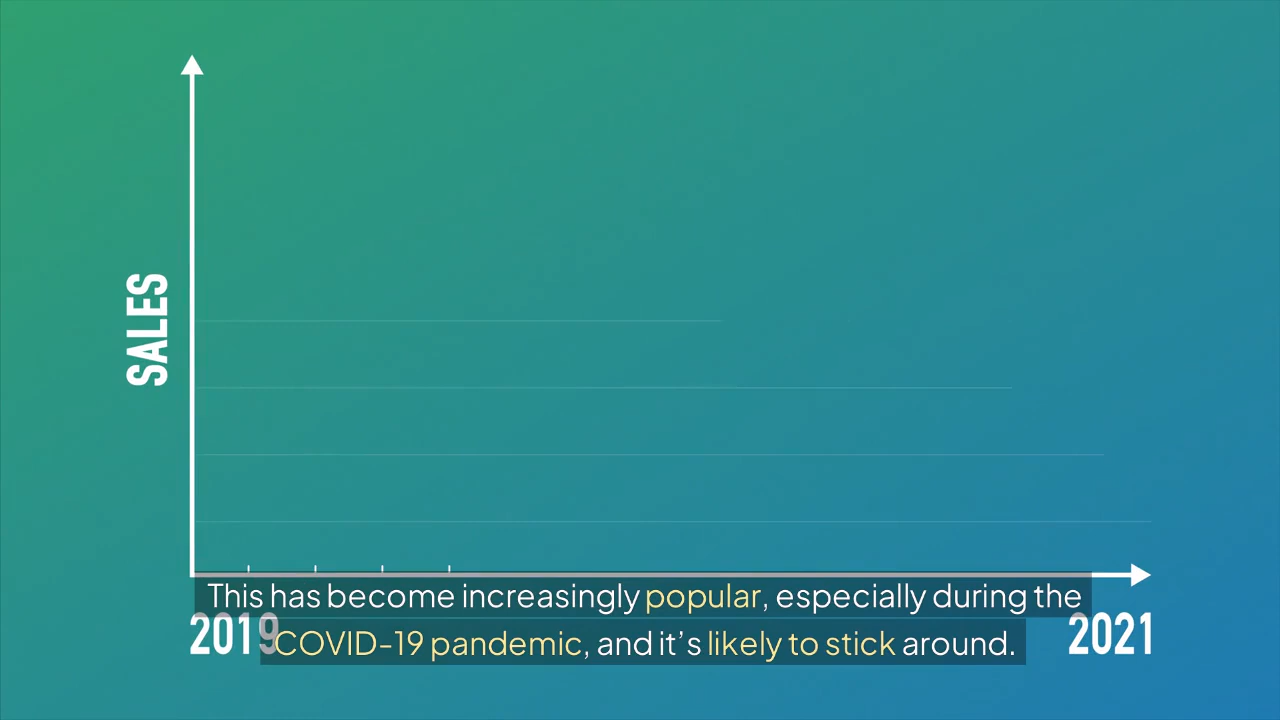 SALES
This has become increasingly popular, especially during the
COVID-19 pandemic, and it’s likely to stick around.
2019
2021